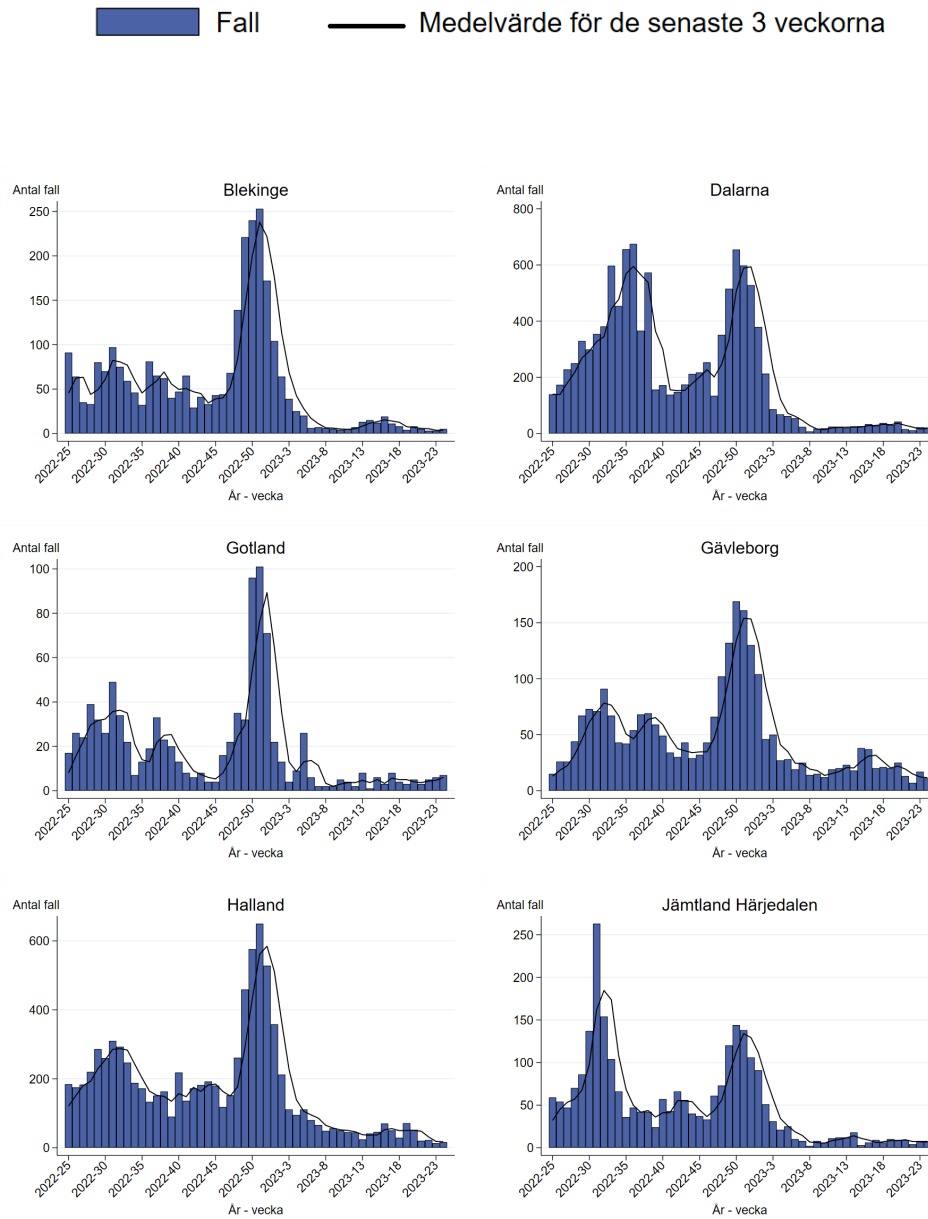 Fall Medelvärde för de senaste 3 veckorna
Antal fall Blekinge
250
200
150
100
50
0
2022-25 2022-30 2022-35 2022-40 2022-45 2022-50 2023-3 2023-8 2023-13 2023-18 2023-23
År - vecka
Antal fall Dalarna
800
600
400
200
0
2022-25 2022-30 2022-35 2022-40 2022-45 2022-50 2023-3 2023-8 2023-13 2023-18 2023-23
År - vecka
Antal fall Gotland
100
80
60
40
20
0
2022-25 2022-30 2022-35 2022-40 2022-45 2022-50 2023-3 2023-8 2023-13 2023-18 2023-23
År - vecka
Antal fall Gävleborg
200
150
100
50
0
2022-25 2022-30 2022-35 2022-40 2022-45 2022-50 2023-3 2023-8 2023-13 2023-18 2023-23
År - vecka
Antal fall Halland
600
400
200
0
2022-25 2022-30 2022-35 2022-40 2022-45 2022-50 2023-3 2023-8 2023-13 2023-18 2023-23
År - vecka
Antal fall Jämtland Härjedalen
250
200
150
100
50
0
2022-25 2022-30 2022-35 2022-40 2022-45 2022-50 2023-3 2023-8 2023-13 2023-18 2023-23
År - vecka